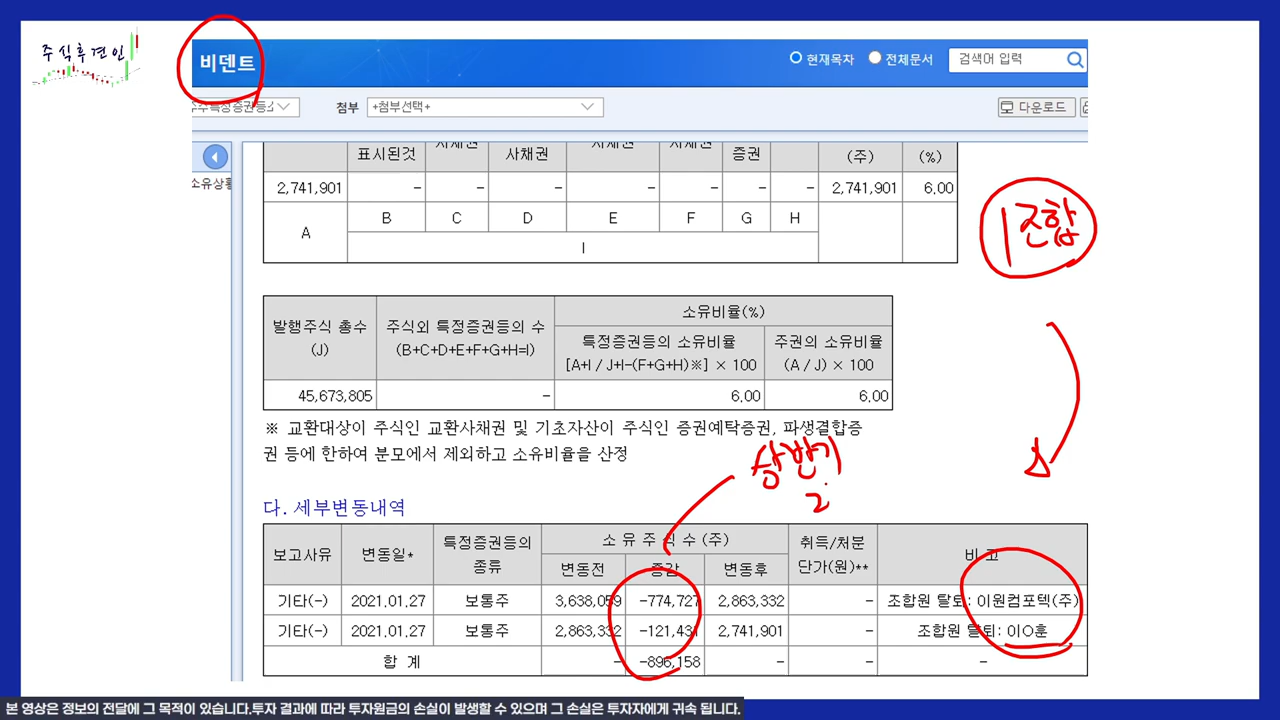 주식후견인
비덴트
현재목차 전체문서 검색어 입력
첨부 +첨부선택+ 다운로드
표시된것 사채권 증권 (주) (%)
소유상황
2,741,901 - - - - - - 2,741,901 6.00
A B C D E F G H
I
1조합
발행주식 총수 (J)
주식외 특정증권등의 수 (B+C+D+E+F+G+H=I)
소유비율(%)
특정증권등의 소유비율 [A+I / J+I-(F+G+H)※] × 100
주권의 소유비율 (A / J) × 100
45,673,805 - 6.00 6.00
※ 교환대상이 주식인 교환사채권 및 기초자산이 주식인 증권예탁증권, 파생결합증
권 등에 한하여 분모에서 제외하고 소유비율을 산정
상반기
다. 세부변동내역
보고사유 변동일* 특정증권등의 종류 소 유 주 식 수 (주) 취득/처분 단가(원)** 비 고
변동전 증감 변동후
기타(-) 2021.01.27 보통주 3,638,059 -774,727 2,863,332 - 조합원 탈퇴: 이원컴포텍(주)
기타(-) 2021.01.27 보통주 2,863,332 -121,431 2,741,901 - 조합원 탈퇴: 이O훈
합 계 - -896,158 - - -
본 영상은 정보의 전달에 그 목적이 있습니다.투자 결과에 따라 투자원금의 손실이 발생할 수 있으며 그 손실은 투자자에게 귀속 됩니다.